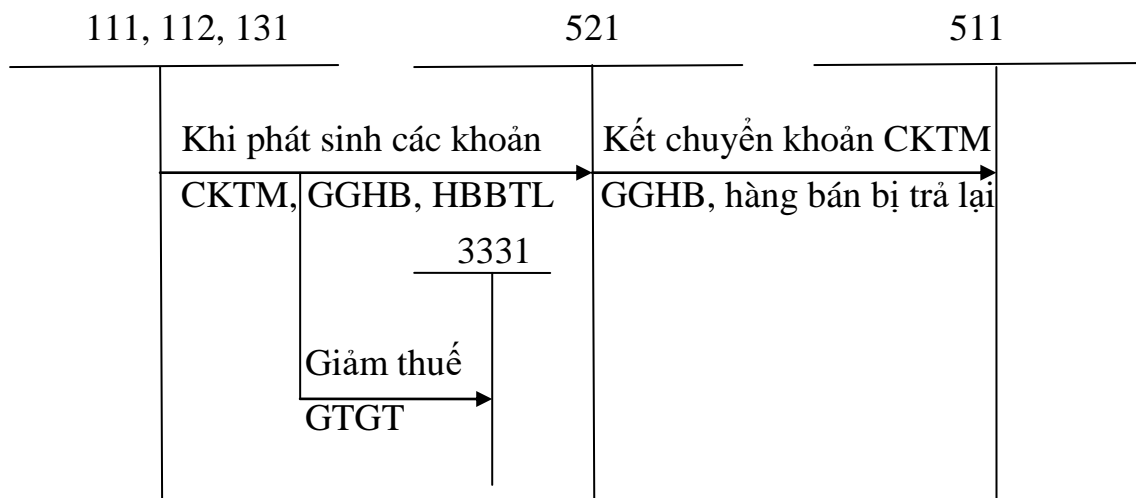 111, 112, 131
521
511
Khi phát sinh các khoản
CKTM, GGHB, HBBTL
Kết chuyển khoản CKTM
GGHB, hàng bán bị trả lại
3331
Giảm thuế
GTGT